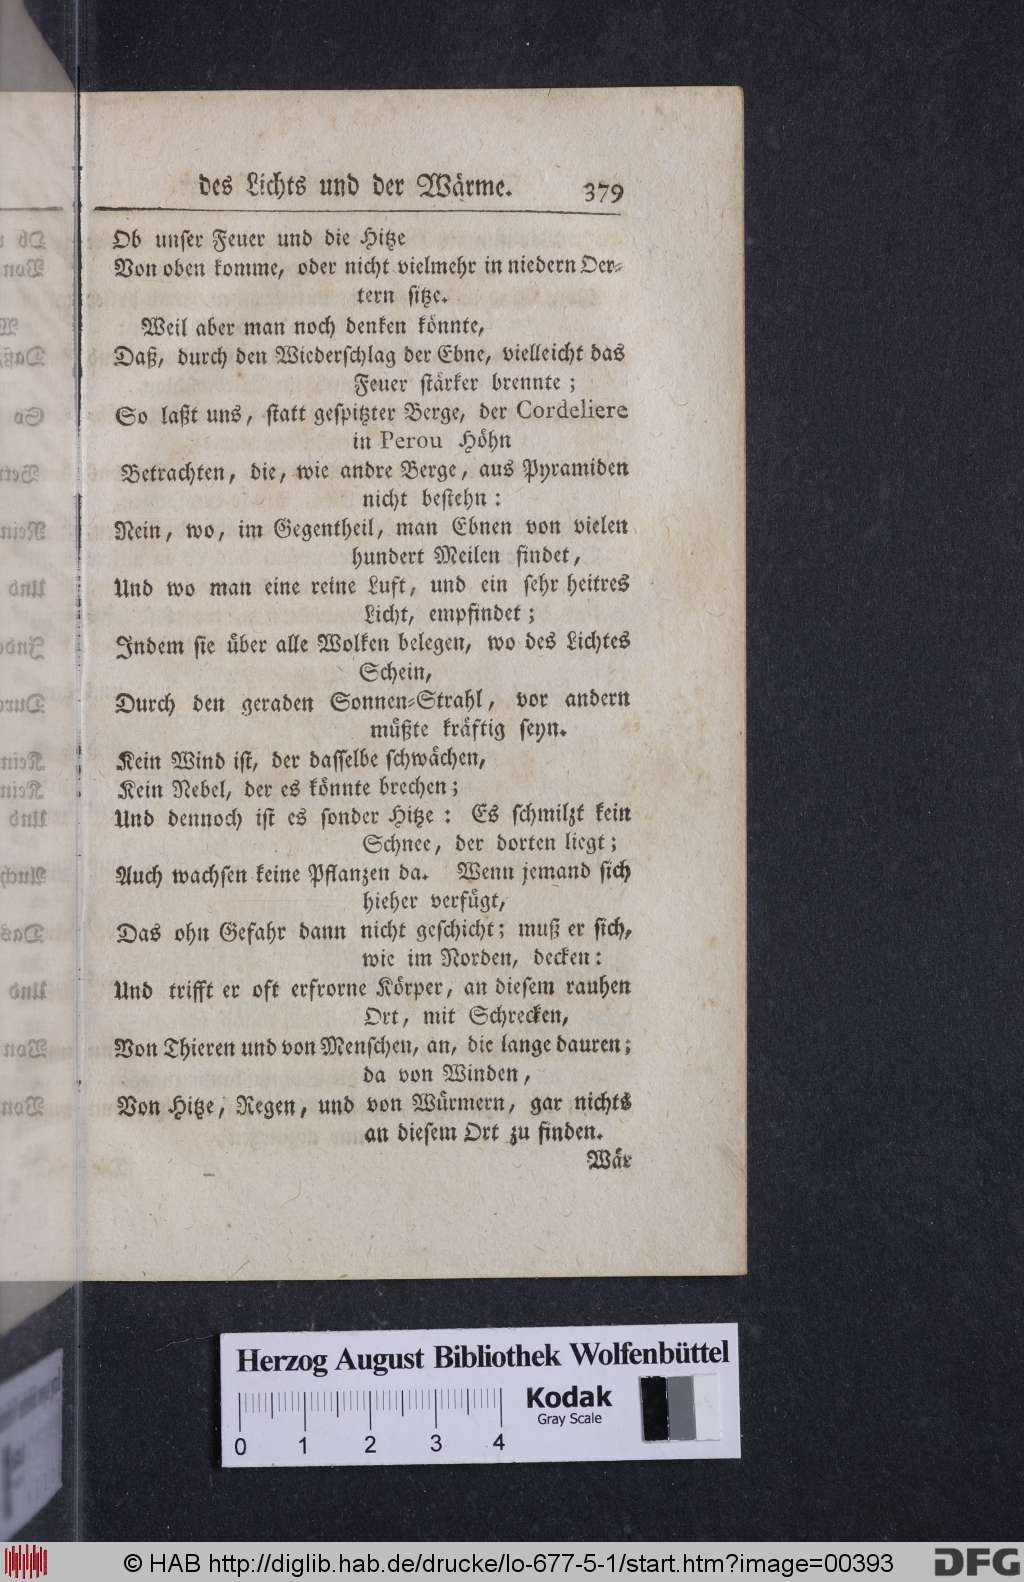 des Lichts und der Wärme. 379
Ob unser Feuer und die Hitze
Von oben komme, oder nicht vielmehr in niedern Oer-
tern sitze.
Weil aber man noch denken könnte,
Daß, durch den Wiederschlag der Ebne, vielleicht das
Feuer stärker brennte;
So laßt uns, statt gespitzter Berge, der Cordeliere
in Perou Höhn
Betrachten, die, wie andre Berge, aus Pyramiden
nicht bestehn:
Nein, wo, im Gegentheil, man Ebnen von vielen
hundert Meilen findet,
Und wo man eine reine Luft, und ein sehr heitres
Licht, empfindet;
Indem sie über alle Wolken belegen, wo des Lichtes
Schein,
Durch den geraden Sonnen-Strahl, vor andern
müßte kräftig seyn.
Kein Wind ist, der dasselbe schwächen,
Kein Nebel, der es könnte brechen;
Und dennoch ist es sonder Hitze: Es schmilzt kein
Schnee, der dorten liegt;
Auch wachsen keine Pflanzen da. Wenn jemand sich
hieher verfügt,
Das ohn Gefahr dann nicht geschicht; muß er sich,
wie im Norden, decken:
Und trifft er oft erfrorne Körper, an diesem rauhen
Ort, mit Schrecken,
Von Thieren und von Menschen, an, die lange dauren;
da von Winden,
Von Hitze, Regen, und von Würmern, gar nichts
an diesem Ort zu finden.
Wär
Herzog August Bibliothek Wolfenbüttel
Kodak
Gray Scale
0 1 2 3 4
© HAB http://diglib.hab.de/drucke/lo-677-5-1/start.htm?image=00393
DFG